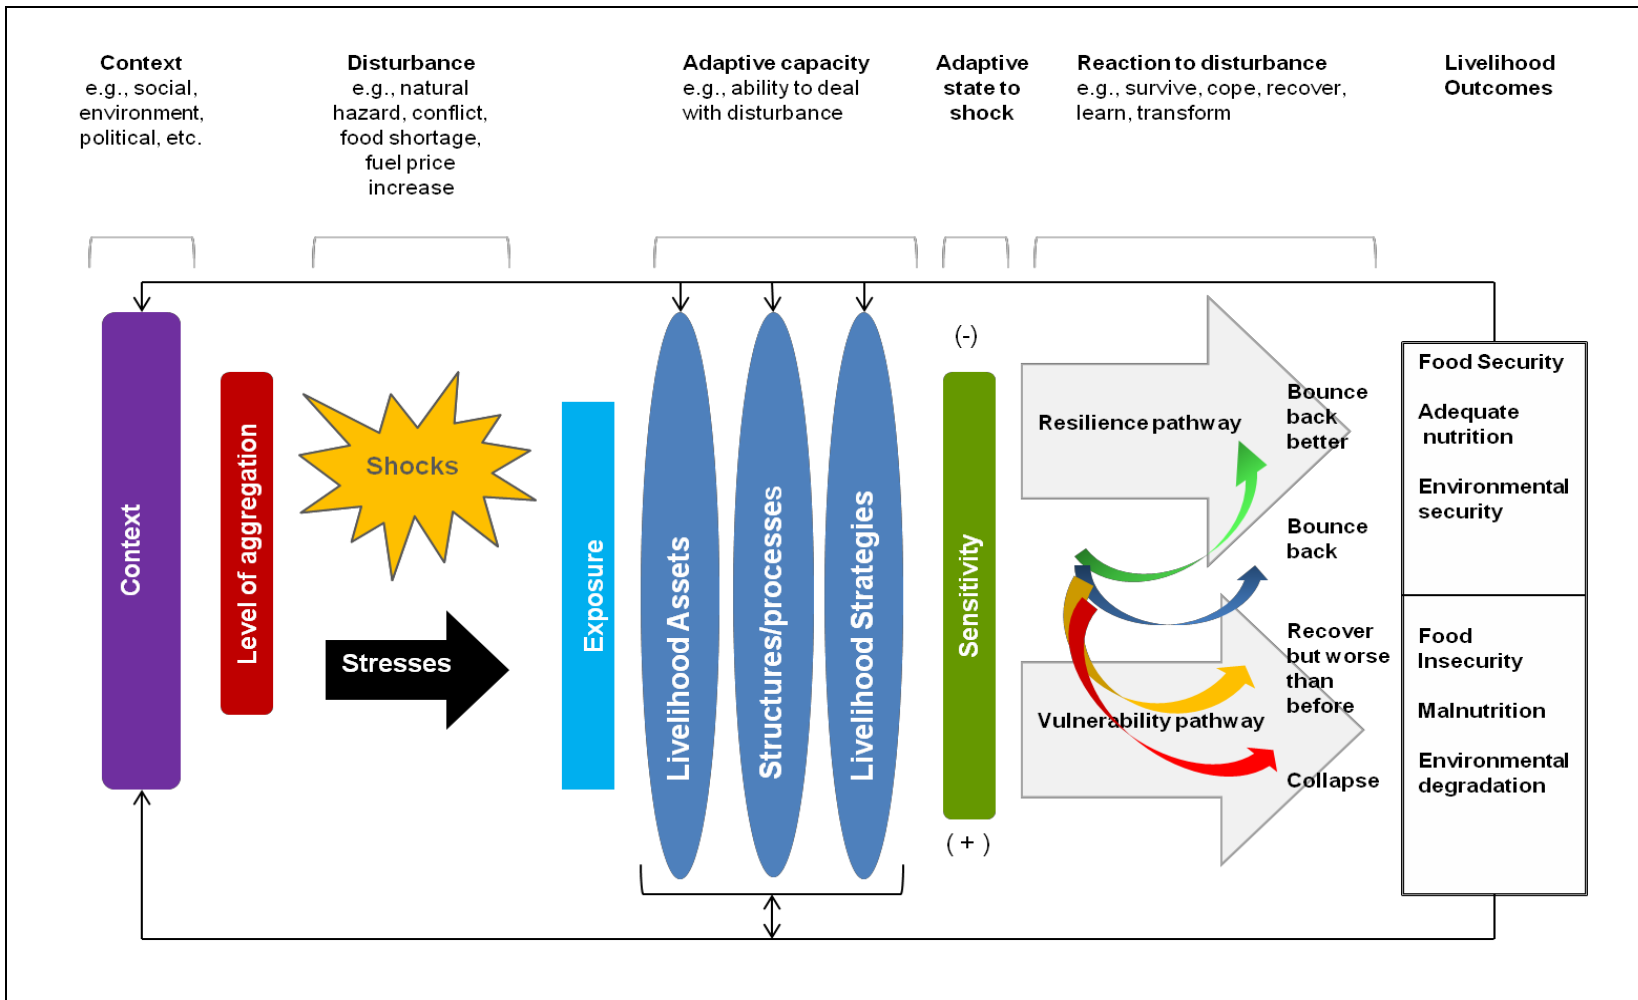 Context
e.g., social,
environment,
political, etc.
Disturbance
e.g., natural
hazard, conflict,
food shortage,
fuel price
increase
Adaptive capacity
e.g., ability to deal
with disturbance
Adaptive
state to
shock
Reaction to disturbance
e.g., survive, cope, recover,
learn, transform
Livelihood
Outcomes
Context
Level of aggregation
Shocks
Stresses
Exposure
Livelihood Assets
Structures/processes
Livelihood Strategies
(-)
Sensitivity
( + )
Resilience pathway
Bounce
back
better
Bounce
back
Recover
but worse
than
before
Vulnerability pathway
Collapse
Food Security
Adequate
nutrition
Environmental
security
Food
Insecurity
Malnutrition
Environmental
degradation